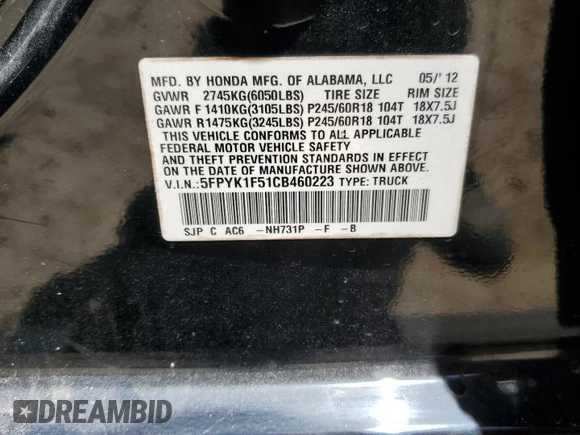 MFD. BY HONDA MFG. OF ALABAMA, LLC 05/'12
GVWR 2745KG(6050LBS) TIRE SIZE RIM SIZE
GAWR F 1410KG(3105LBS) P245/60R18 104T 18X7.5J
GAWR R1475KG(3245LBS) P245/60R18 104T 18X7.5J
THIS VEHICLE CONFORMS TO ALL APPLICABLE
FEDERAL MOTOR VEHICLE SAFETY
AND THEFT PREVENTION STANDARDS IN EFFECT
ON THE DATE OF MANUFACTURE SHOWN ABOVE.
V.I.N.: 5FPYK1F51CB460223 TYPE: TRUCK
SJP C AC6 -NH731P -F -B
DREAMBID